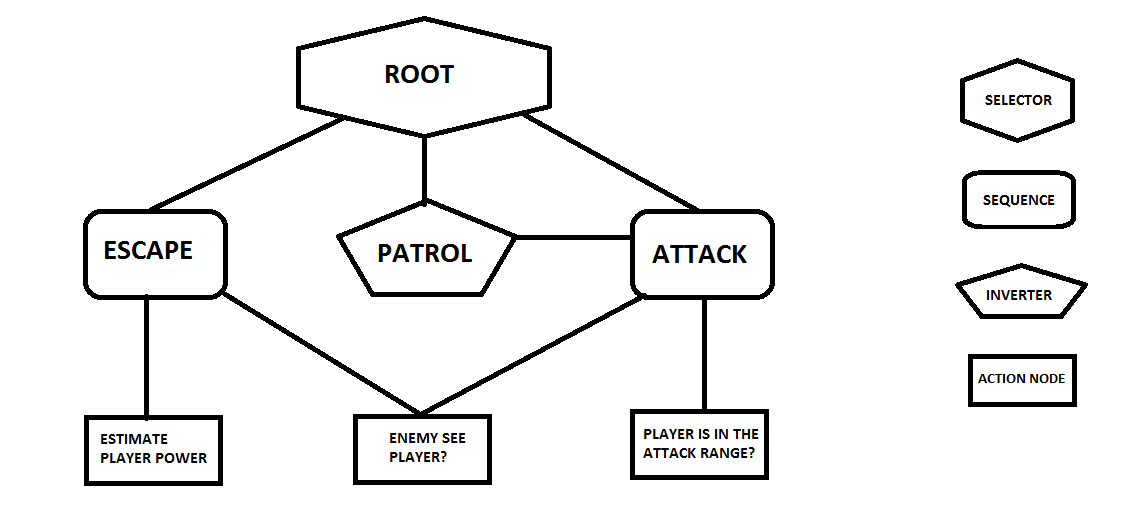 ROOT
SELECTOR
SEQUENCE
ESCAPE
PATROL
ATTACK
INVERTER
ACTION NODE
ESTIMATE
PLAYER POWER
ENEMY SEE
PLAYER?
PLAYER IS IN THE
ATTACK RANGE?